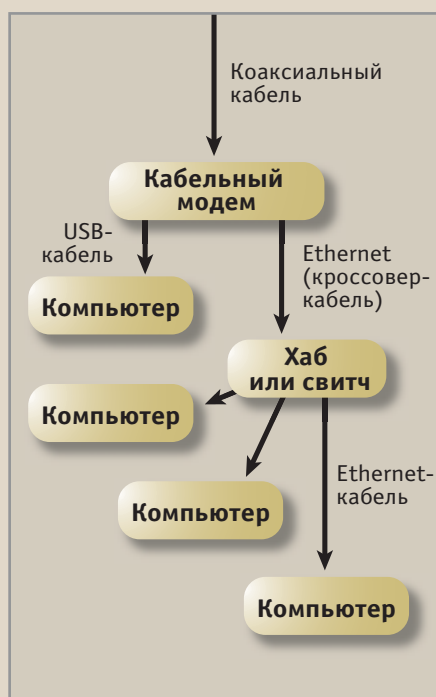 Коаксиальный
кабель
Кабельный
модем
USB-
кабель
Ethernet
(кроссовер-
кабель)
Компьютер
Хаб
или свитч
Компьютер
Ethernet-
кабель
Компьютер
Компьютер